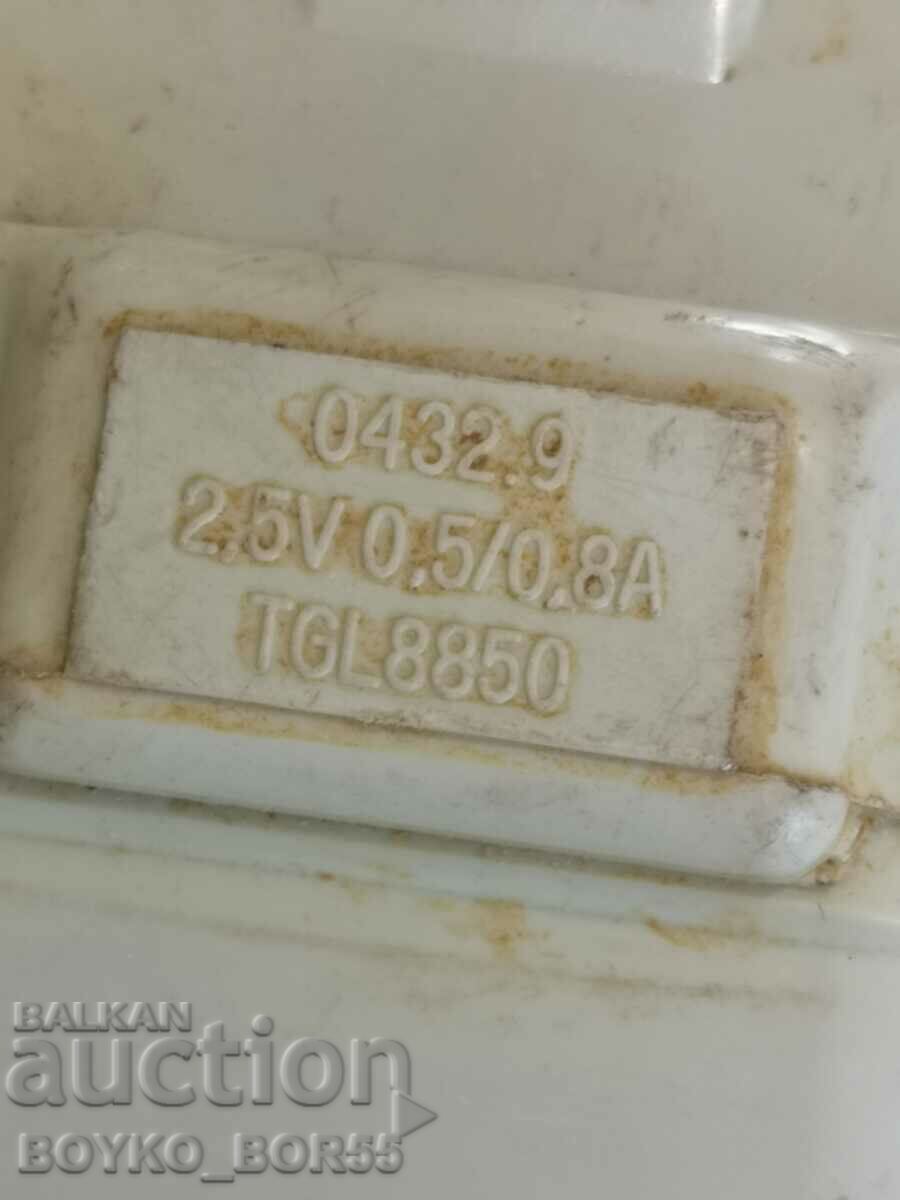 0432.9
2.5V 0.5/0.8A
TGL8850
BALKAN
auction
BOYKO_BOR55